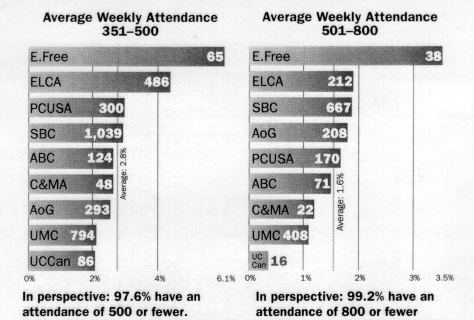 Average Weekly Attendance
351–500
E.Free 65
ELCA 486
PCUSA 300
SBC 1,039
ABC 124
C&MA 48
AoG 293
UMC 794
UCCan 86
Average: 2.8%
0% 2% 4% 6.1%
In perspective: 97.6% have an
attendance of 500 or fewer.
Average Weekly Attendance
501–800
E.Free 38
ELCA 212
SBC 667
AoG 208
PCUSA 170
ABC 71
C&MA 22
UMC 408
UC
Can 16
Average: 1.6%
0% 1% 2% 3% 3.5%
In perspective: 99.2% have an
attendance of 800 or fewer